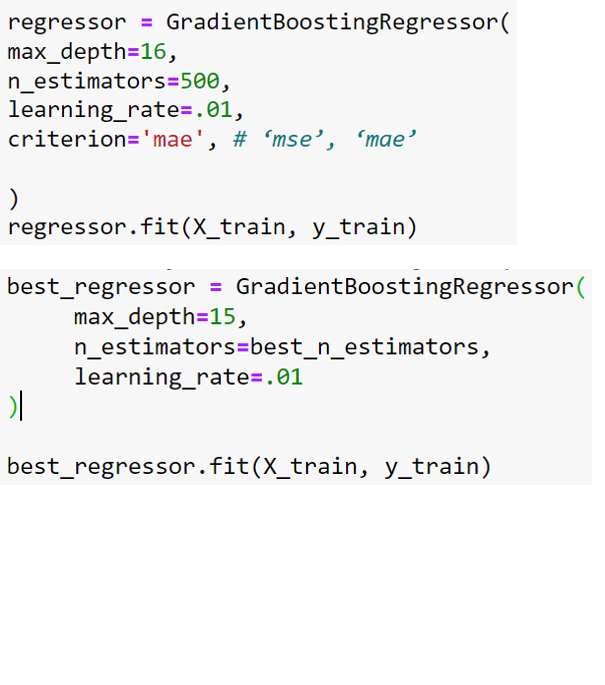 regressor = GradientBoostingRegressor(
max_depth=16,
n_estimators=500,
learning_rate=.01,
criterion='mae', # ‘mse’, ‘mae’
)
regressor.fit(X_train, y_train)
best_regressor = GradientBoostingRegressor(
max_depth=15,
n_estimators=best_n_estimators,
learning_rate=.01
)
best_regressor.fit(X_train, y_train)